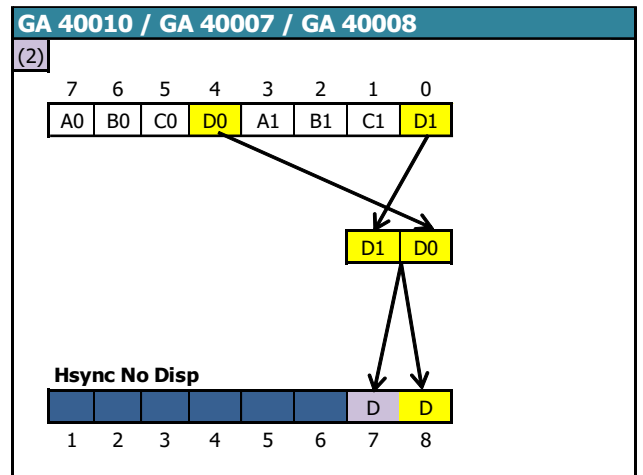 GA 40010 / GA 40007 / GA 40008
(2)
7 6 5 4 3 2 1 0
A0 B0 C0 D0 A1 B1 C1 D1
D1 D0
Hsync No Disp
D D
1 2 3 4 5 6 7 8